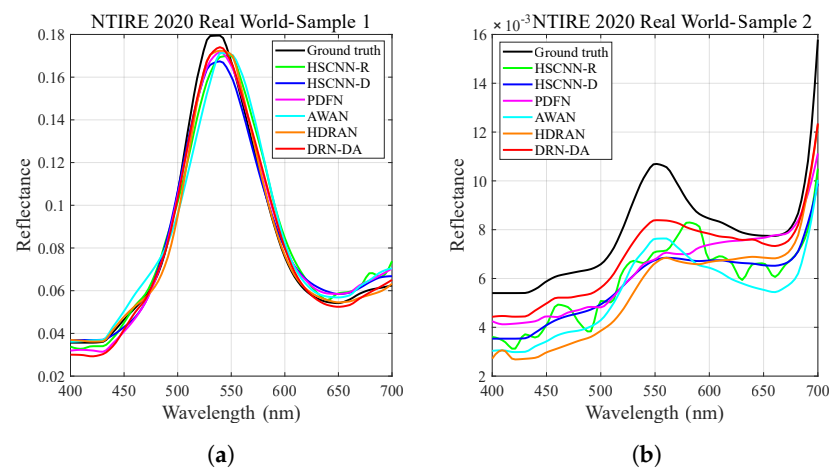 NTIRE 2020 Real World-Sample 1
Reflectance
0.18
0.16
0.14
0.12
0.1
0.08
0.06
0.04
0.02
Ground truth
HSCNN-R
HSCNN-D
PDFN
AWAN
HDRAN
DRN-DA
400 450 500 550 600 650 700
Wavelength (nm)
(a)
× 10⁻³ NTIRE 2020 Real World-Sample 2
Reflectance
16
14
12
10
8
6
4
2
Ground truth
HSCNN-R
HSCNN-D
PDFN
AWAN
HDRAN
DRN-DA
400 450 500 550 600 650 700
Wavelength (nm)
(b)